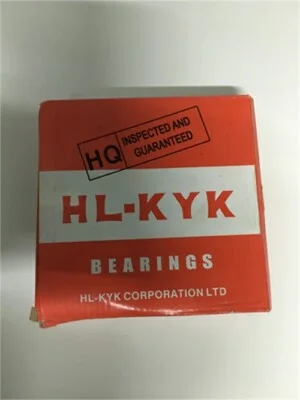 HQ
INSPECTED AND
GUARANTEED
HL-KYK
BEARINGS
HL-KYK CORPORATION LTD